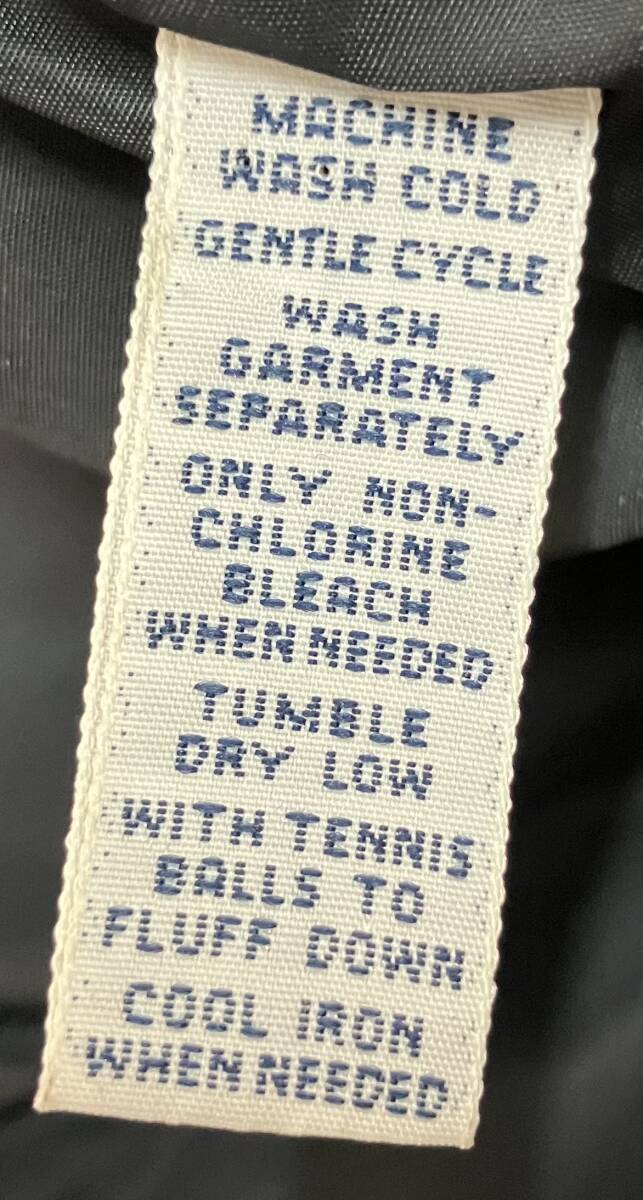 MACHINE
WASH COLD
GENTLE CYCLE
WASH
GARMENT
SEPARATELY
ONLY NON-
CHLORINE
BLEACH
WHEN NEEDED
TUMBLE
DRY LOW
WITH TENNIS
BALLS TO
FLUFF DOWN
COOL IRON
WHEN NEEDED